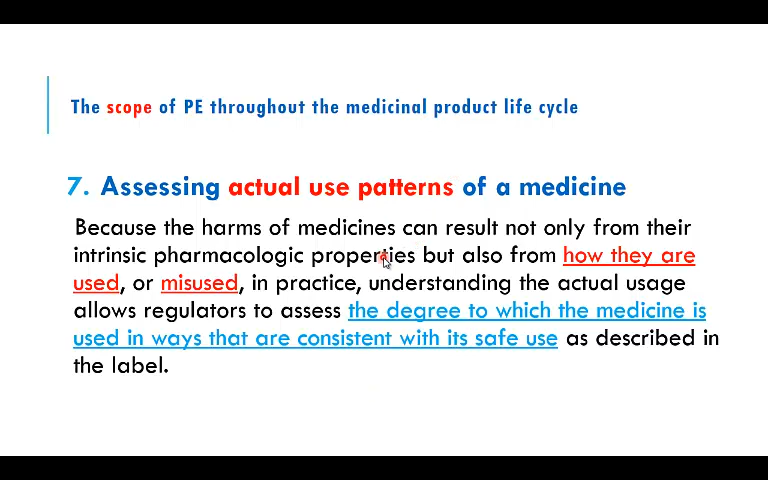 The scope of PE throughout the medicinal product life cycle
7. Assessing actual use patterns of a medicine
Because the harms of medicines can result not only from their
intrinsic pharmacologic properties but also from how they are
used, or misused, in practice, understanding the actual usage
allows regulators to assess the degree to which the medicine is
used in ways that are consistent with its safe use as described in
the label.